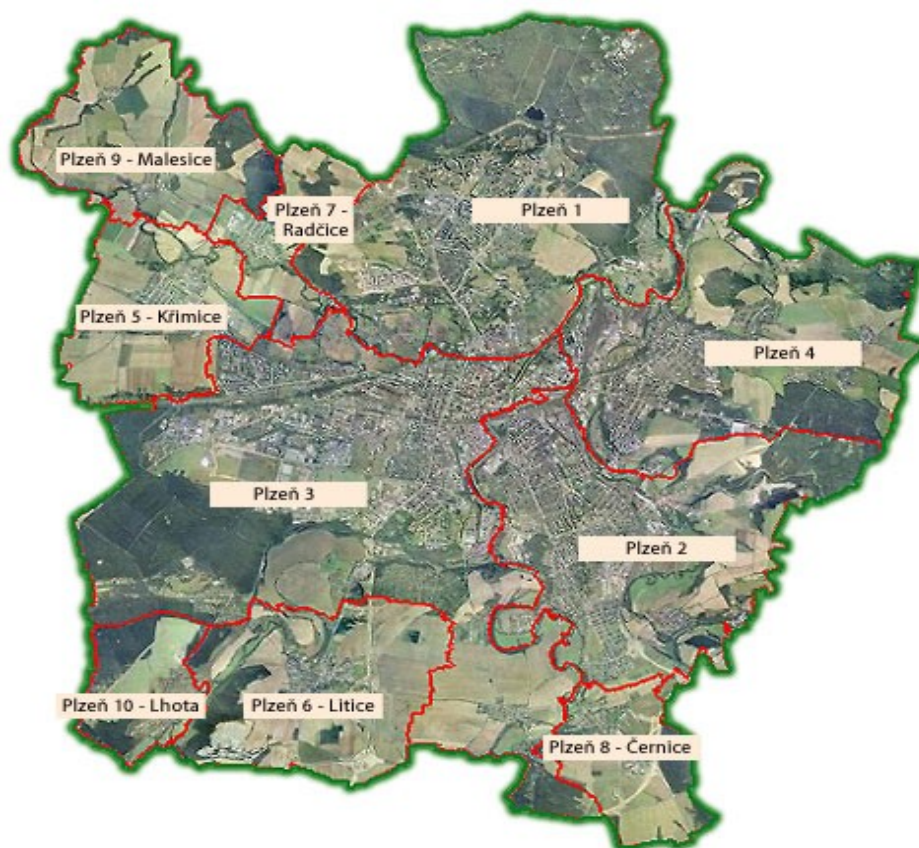 Plzeň 9 - Malesice
Plzeň 7 -
Radčice
Plzeň 1
Plzeň 5 - Křimice
Plzeň 4
Plzeň 3
Plzeň 2
Plzeň 10 - Lhota
Plzeň 6 - Litice
Plzeň 8 - Černice